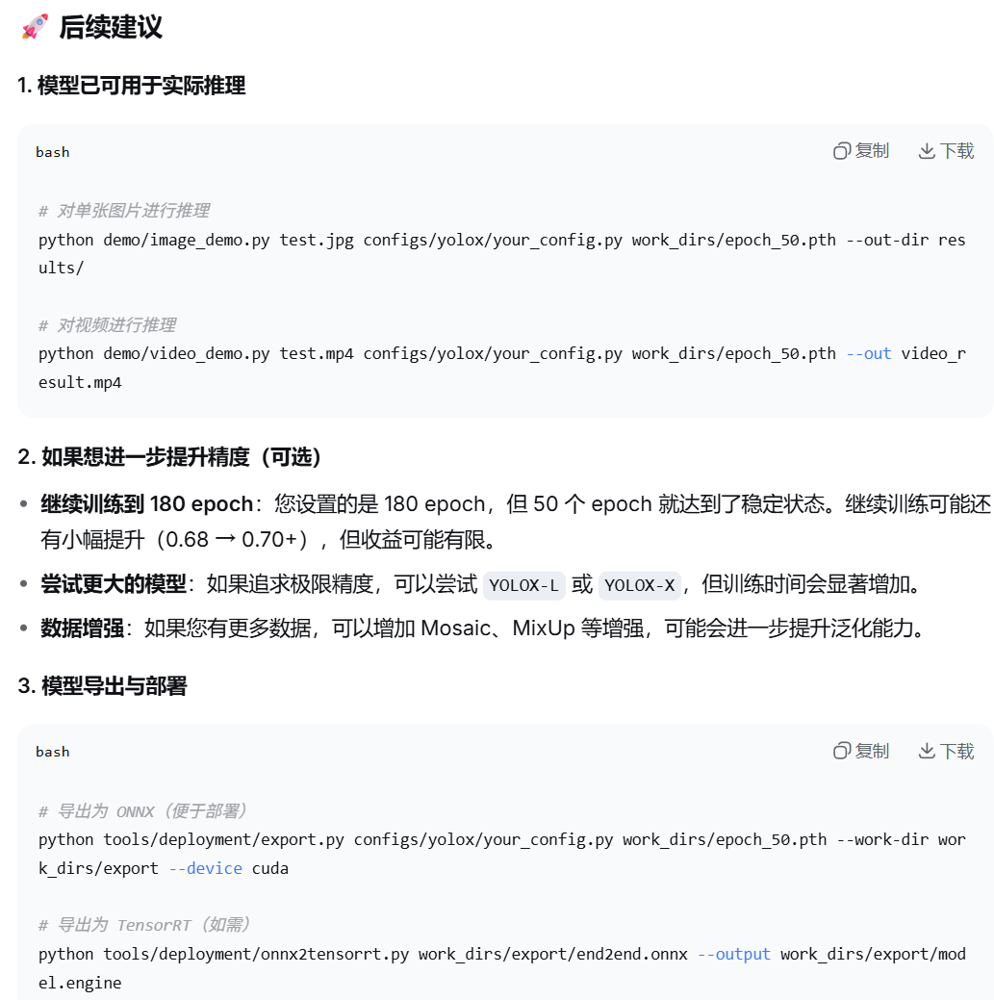 🚀 后续建议
1. 模型已可用于实际推理
bash 复制 下载
# 对单张图片进行推理
python demo/image_demo.py test.jpg configs/yolox/your_config.py work_dirs/epoch_50.pth --out-dir res
ults/
# 对视频进行推理
python demo/video_demo.py test.mp4 configs/yolox/your_config.py work_dirs/epoch_50.pth --out video_r
esult.mp4
2. 如果想进一步提升精度（可选）
• 继续训练到 180 epoch：您设置的是 180 epoch，但 50 个 epoch 就达到了稳定状态。继续训练可能还
有小幅提升（0.68 → 0.70+），但收益可能有限。
• 尝试更大的模型：如果追求极限精度，可以尝试 YOLOX-L 或 YOLOX-X，但训练时间会显著增加。
• 数据增强：如果您有更多数据，可以增加 Mosaic、MixUp 等增强，可能会进一步提升泛化能力。
3. 模型导出与部署
bash 复制 下载
# 导出为 ONNX（便于部署）
python tools/deployment/export.py configs/yolox/your_config.py work_dirs/epoch_50.pth --work-dir wor
k_dirs/export --device cuda
# 导出为 TensorRT（如需）
python tools/deployment/onnx2tensorrt.py work_dirs/export/end2end.onnx --output work_dirs/export/mod
el.engine